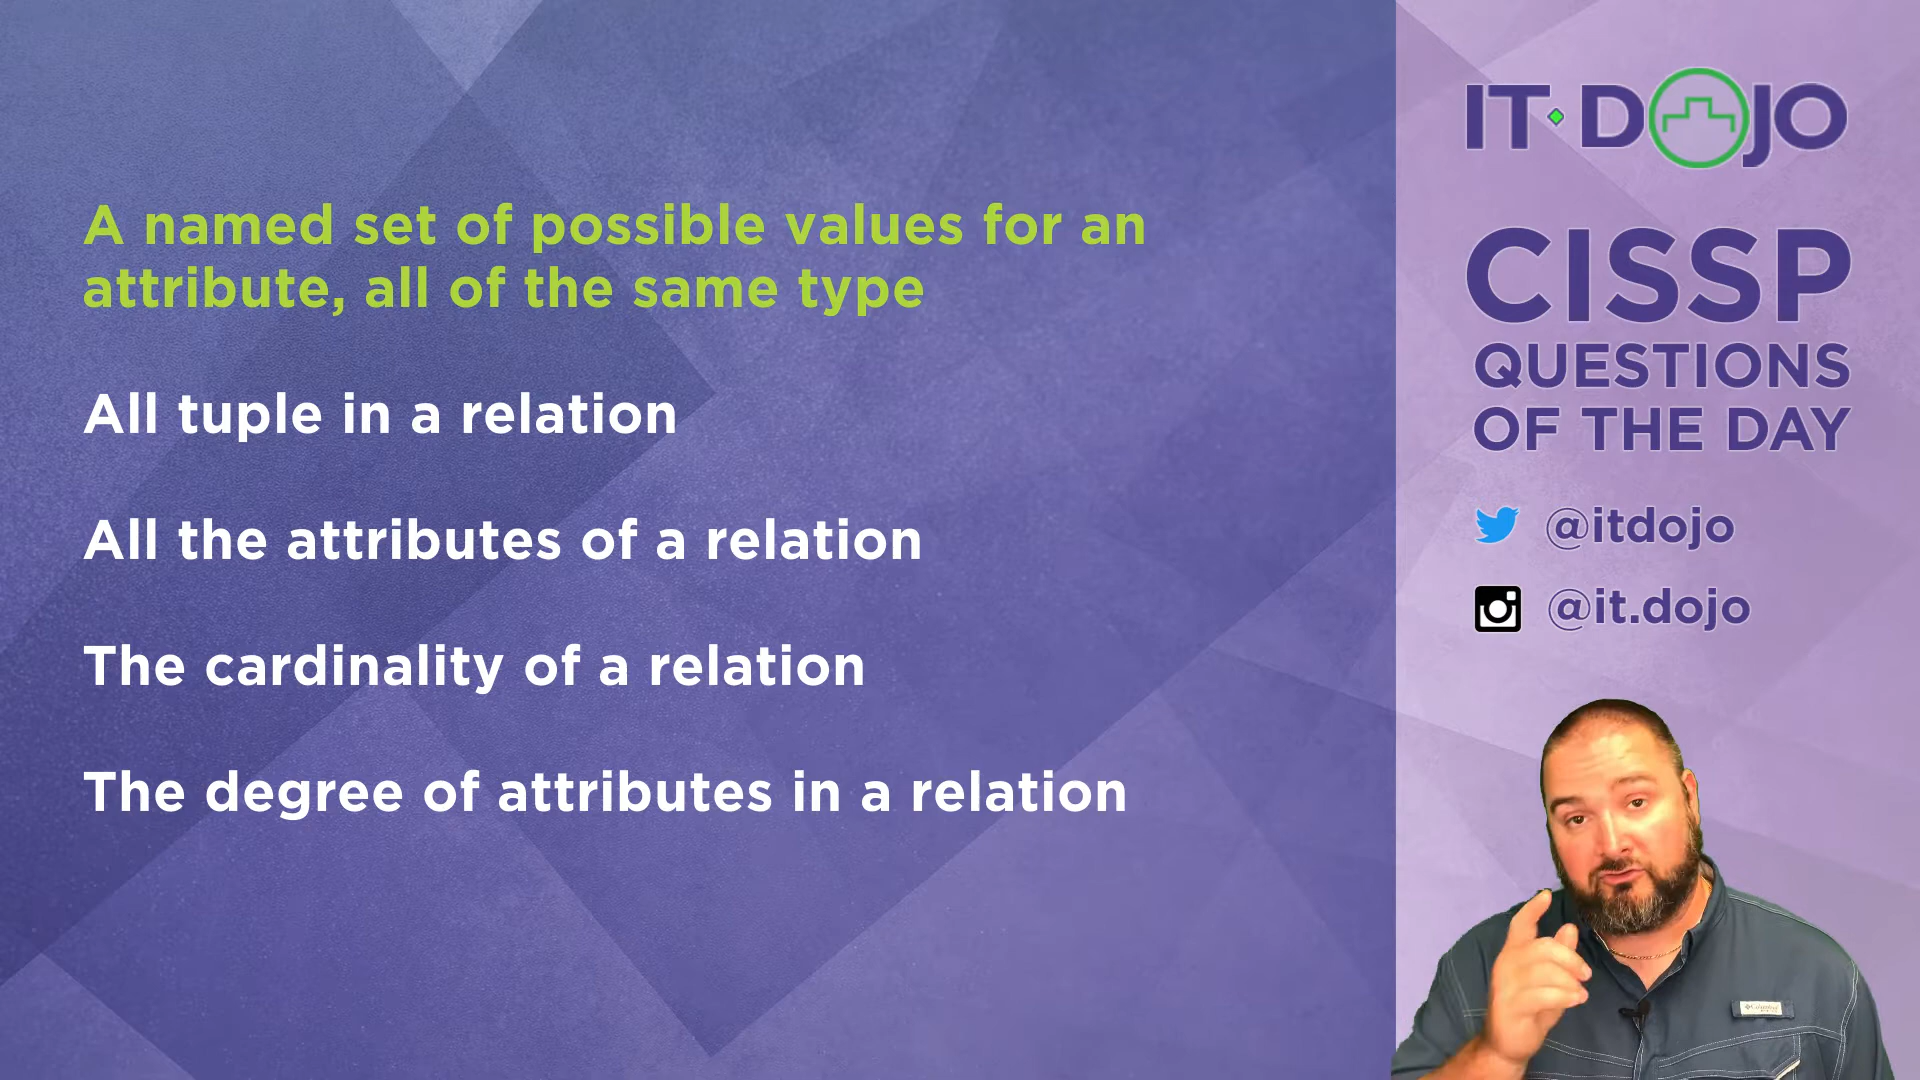 A named set of possible values for an
attribute, all of the same type
All tuple in a relation
All the attributes of a relation
The cardinality of a relation
The degree of attributes in a relation
IT DOJO
CISSP
QUESTIONS
OF THE DAY
@itdojo
@it.dojo
Columbia